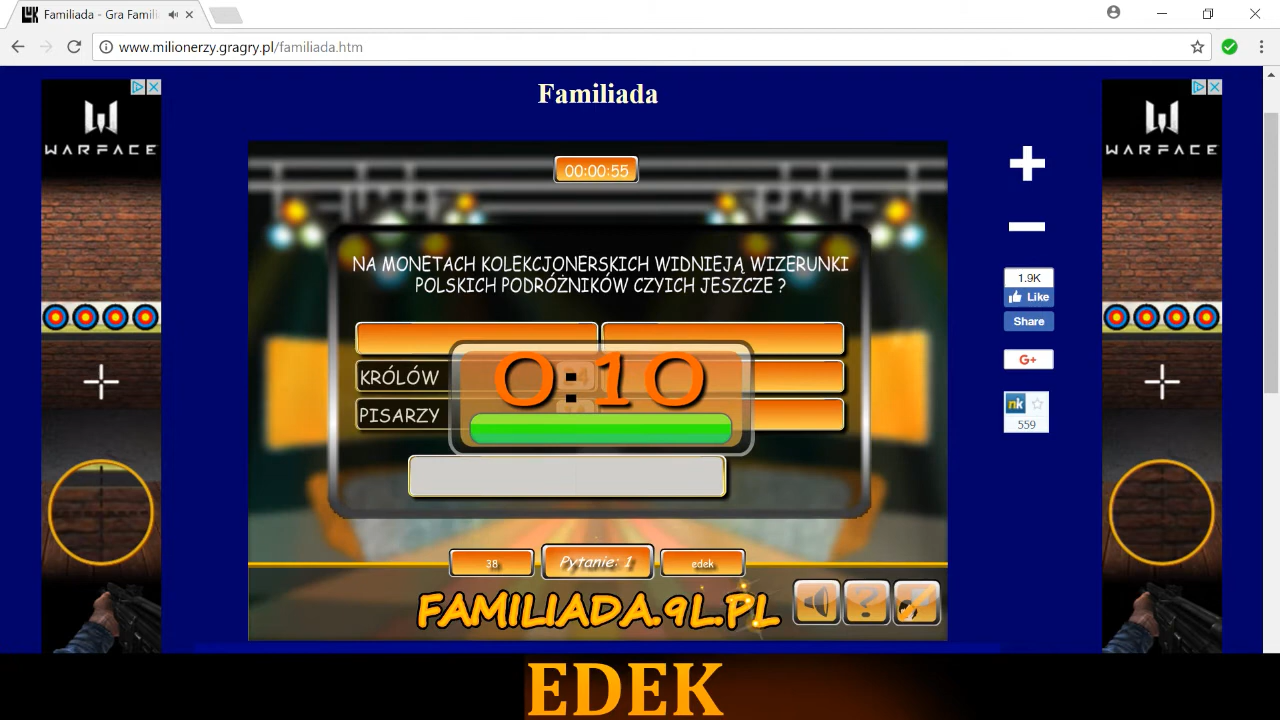 Familiada - Gra Famili
www.milionerzy.gragry.pl/familiada.htm
Familiada
WARFACE
WARFACE
00:00:55
NA MONETACH KOLEKCJONERSKICH WIDNIEJĄ WIZERUNKI
POLSKICH PODRÓŻNIKÓW CZYICH JESZCZE ?
KRÓLÓW
PISARZY
0:10
1.9K
Like
Share
G+
nk
559
38
Pytanie: 1
edek
FAMILIADA.9L.PL
EDEK